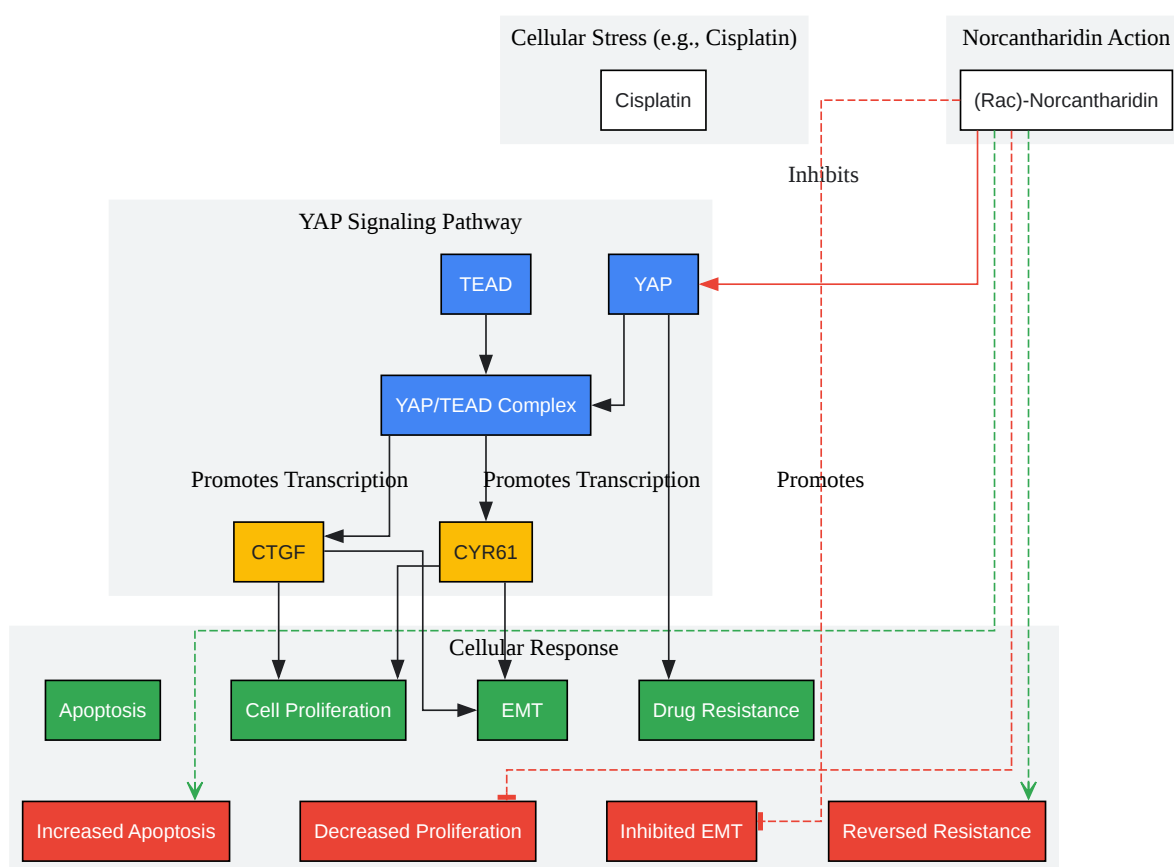 Cellular Stress (e.g., Cisplatin)
Norcantharidin Action
Cisplatin
(Rac)-Norcantharidin
Inhibits
YAP Signaling Pathway
TEAD
YAP
YAP/TEAD Complex
Promotes Transcription
Promotes Transcription
Promotes
CTGF
CYR61
Cellular Response
Apoptosis
Cell Proliferation
EMT
Drug Resistance
Increased Apoptosis
Decreased Proliferation
Inhibited EMT
Reversed Resistance